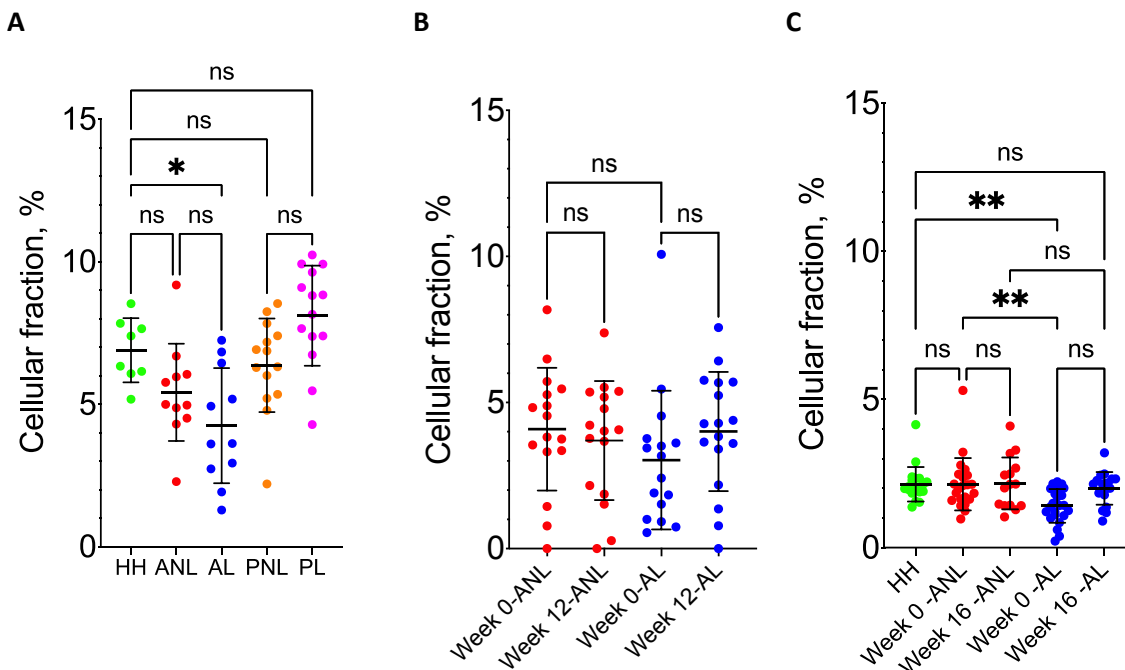 A
B
C
ns
ns
*
ns
ns
ns
15
10
5
0
Cellular fraction, %
HH
ANL
AL
PNL
PL
ns
ns
ns
15
10
5
0
Cellular fraction, %
Week 0-ANL
Week 12-ANL
Week 0-AL
Week 12-AL
ns
**
ns
**
ns
ns
ns
15
10
5
0
Cellular fraction, %
HH
Week 0 -ANL
Week 16 -ANL
Week 0 -AL
Week 16 -AL